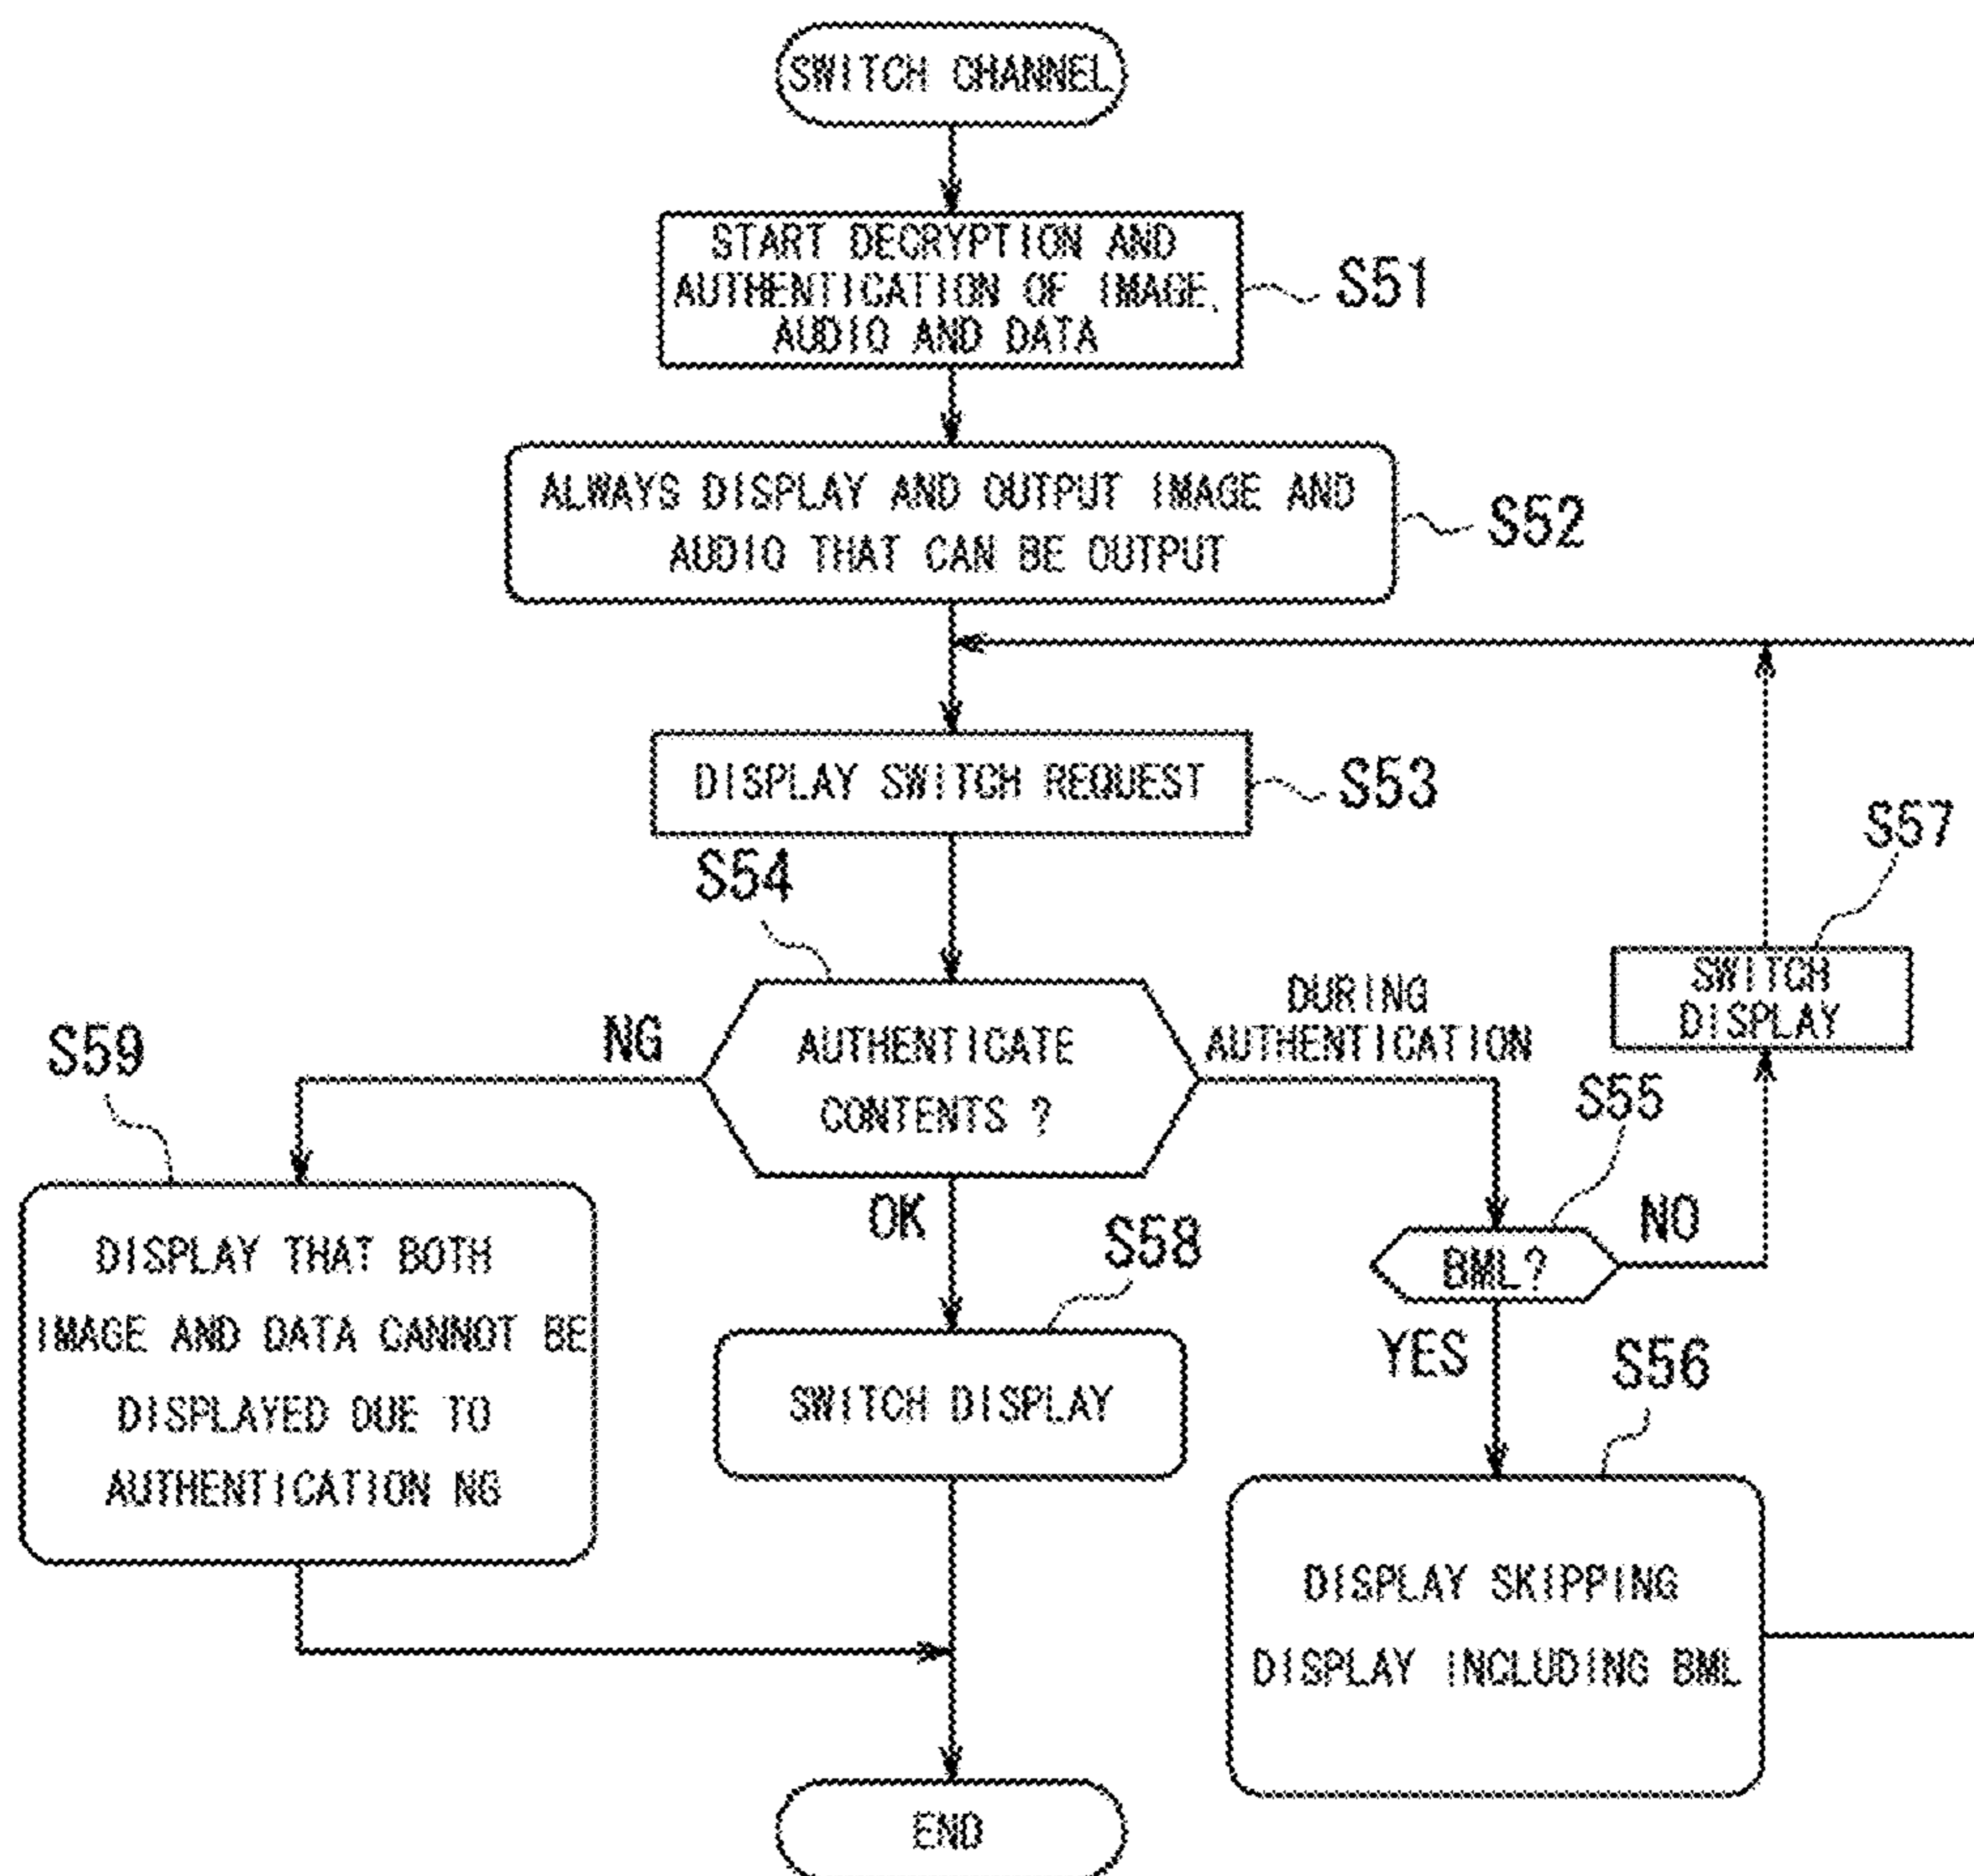 SWITCH CHANNEL
START DECRYPTION AND
AUTHENTICATION OF IMAGE,
AUDIO AND DATA
S51
ALWAYS DISPLAY AND OUTPUT IMAGE AND
AUDIO THAT CAN BE OUTPUT
S52
DISPLAY SWITCH REQUEST
S53
S54
AUTHENTICATE
CONTENTS ?
NG
OK
DURING
AUTHENTICATION
S57
SWITCH
DISPLAY
S55
BML?
NO
YES
S59
DISPLAY THAT BOTH
IMAGE AND DATA CANNOT BE
DISPLAYED DUE TO
AUTHENTICATION NG
S58
SWITCH DISPLAY
S56
DISPLAY SKIPPING
DISPLAY INCLUDING BML
END